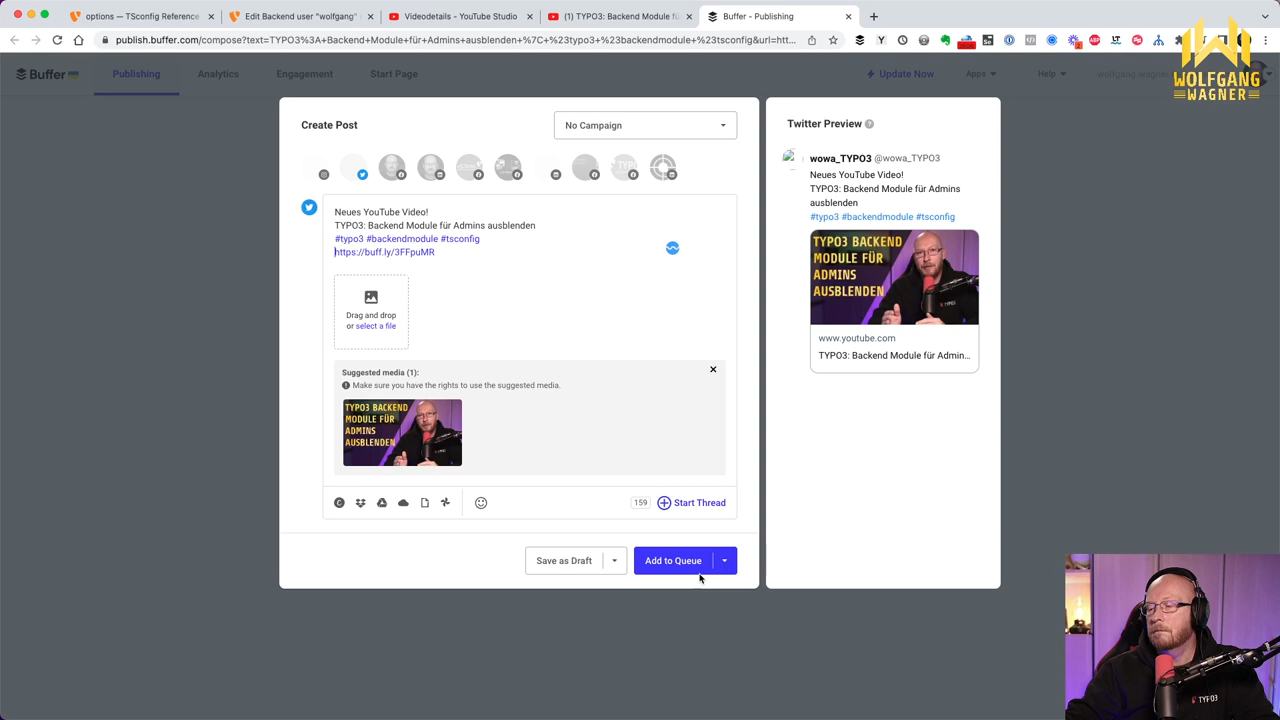 options — TSconfig Reference
Edit Backend user "wolfgang"
Videodetails - YouTube Studio
(1) TYPO3: Backend Module für
Buffer - Publishing
publish.buffer.com/compose?text=TYPO3%3A+Backend+Module+für+Admins+ausblenden+%7C+%23typo3+%23backendmodule+%23tsconfig&url=htt...
Buffer
Publishing
Analytics
Engagement
Start Page
Update Now
Apps
Help
wolfgang.wagne
WOLFGANG
WAGNER
Create Post
No Campaign
Neues YouTube Video!
TYPO3: Backend Module für Admins ausblenden
#typo3 #backendmodule #tsconfig
https://buff.ly/3FFpuMR
Drag and drop
or select a file
Suggested media (1):
Make sure you have the rights to use the suggested media.
TYPO3 BACKEND
MODULE FÜR
ADMINS
AUSBLENDEN
159
Start Thread
Save as Draft
Add to Queue
Twitter Preview
wowa_TYPO3 @wowa_TYPO3
Neues YouTube Video!
TYPO3: Backend Module für Admins
ausblenden
#typo3 #backendmodule #tsconfig
TYPO3 BACKEND
MODULE FÜR
ADMINS
AUSBLENDEN
www.youtube.com
TYPO3: Backend Module für Admin...
TYPO3